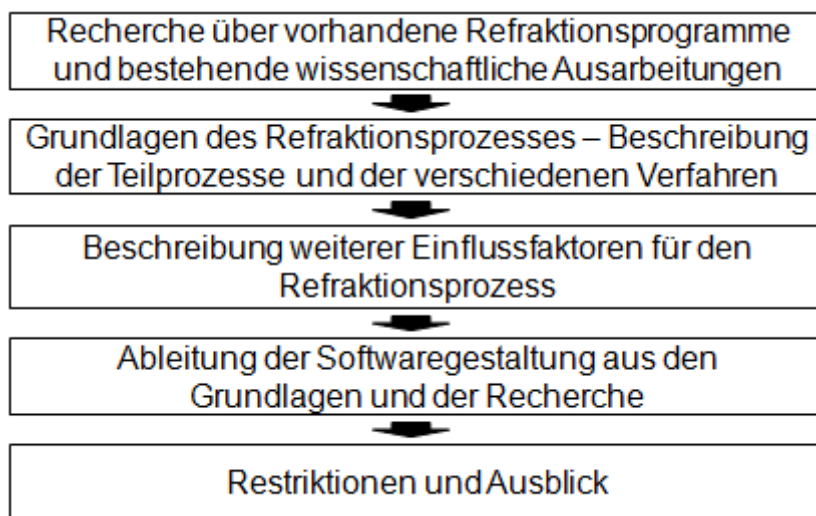 Recherche über vorhandene Refraktionsprogramme
und bestehende wissenschaftliche Ausarbeitungen
Grundlagen des Refraktionsprozesses – Beschreibung
der Teilprozesse und der verschiedenen Verfahren
Beschreibung weiterer Einflussfaktoren für den
Refraktionsprozess
Ableitung der Softwaregestaltung aus den
Grundlagen und der Recherche
Restriktionen und Ausblick